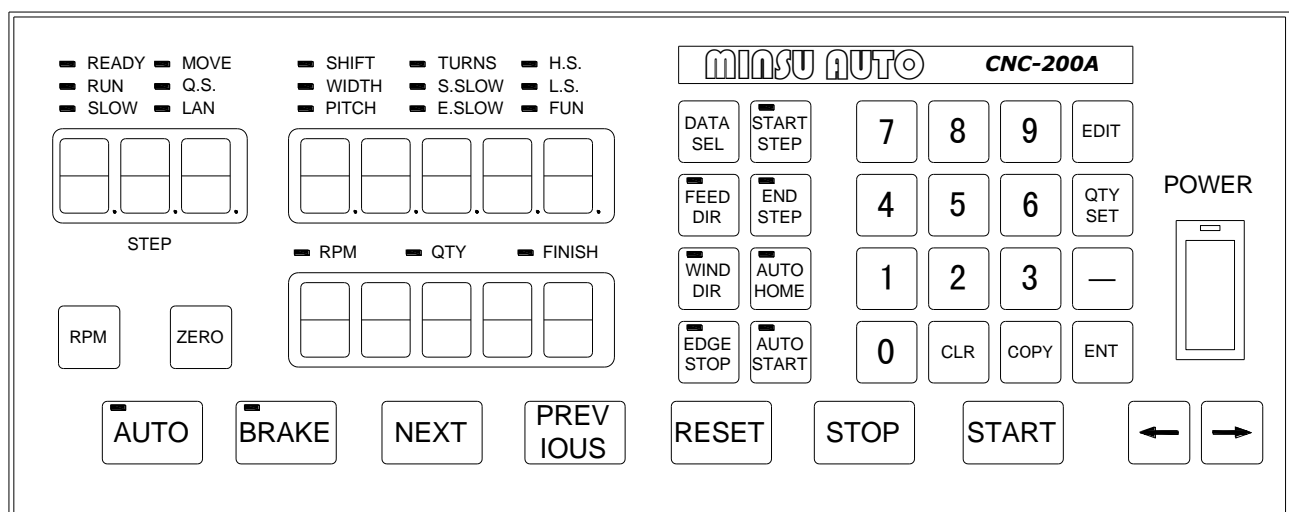 READY MOVE SHIFT TURNS H.S.
RUN Q.S. WIDTH S.SLOW L.S.
SLOW LAN PITCH E.SLOW FUN
MINSU AUTO CNC-200A
STEP
RPM QTY FINISH
RPM ZERO
DATA
SEL
START
STEP
7 8 9 EDIT
FEED
DIR
END
STEP
4 5 6
QTY
SET
WIND
DIR
AUTO
HOME
1 2 3 —
EDGE
STOP
AUTO
START
0 CLR COPY ENT
POWER
AUTO BRAKE NEXT
PREV
IOUS
RESET STOP START ← →